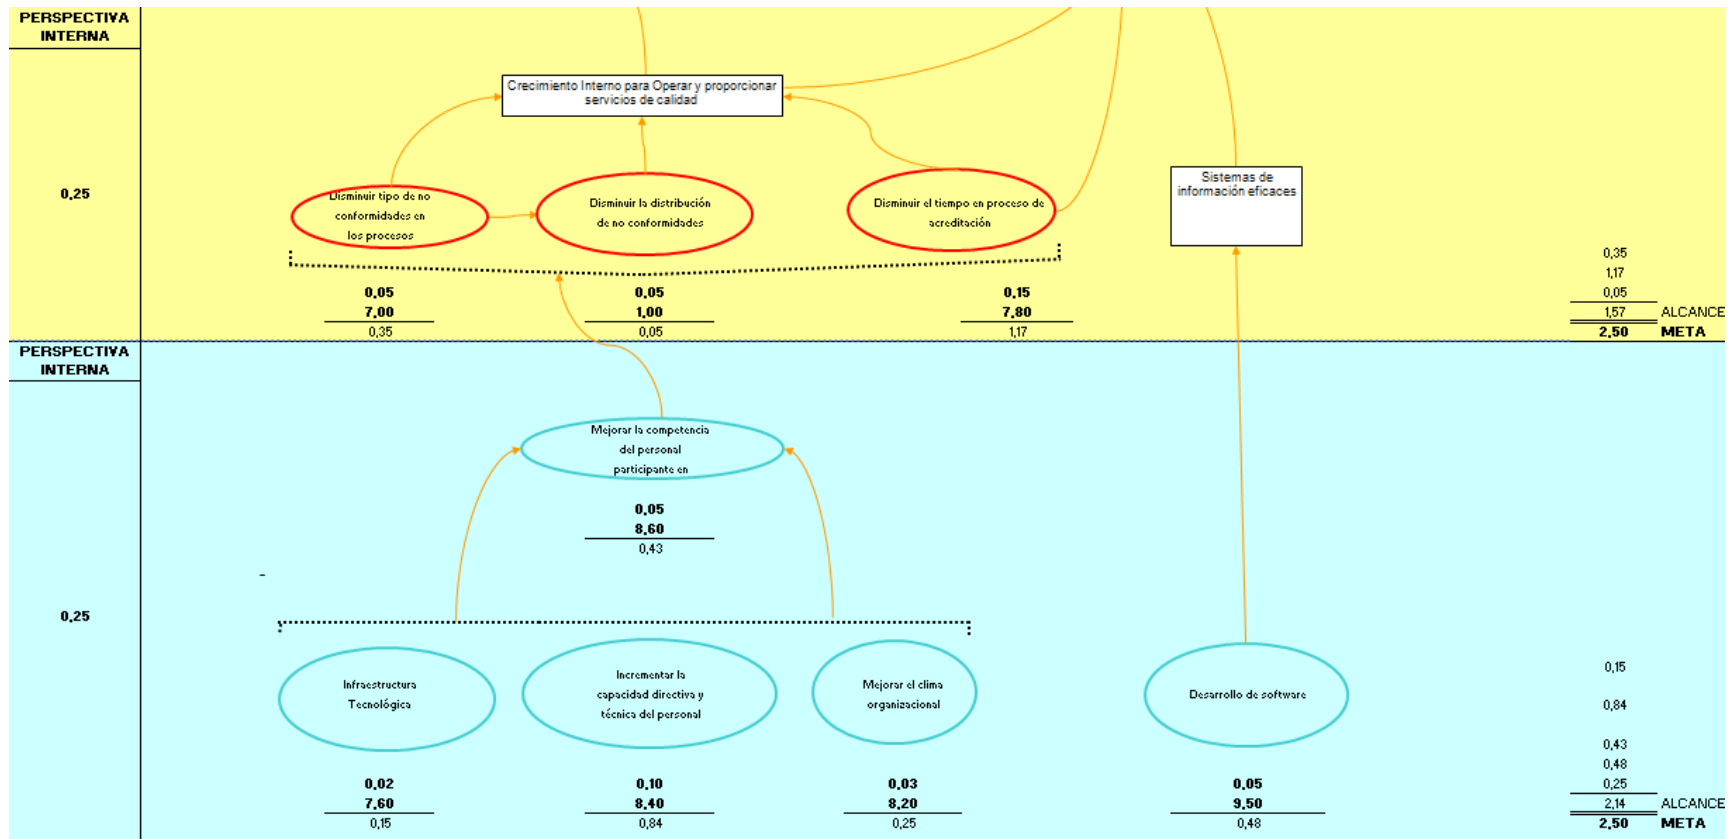 PERSPECTIVA
INTERNA
0,25
Crecimiento Interno para Operar y proporcionar
servicios de calidad
Disminuir tipo de no
conformidades en
los procesos
Disminuir la distribución
de no conformidades
Disminuir el tiempo en proceso de
acreditación
Sistemas de
información eficaces
0,05
7,00
0,35
0,05
1,00
0,05
0,15
7,80
1,17
0,35
1,17
0,05
1,57 ALCANCE
2,50 META
PERSPECTIVA
INTERNA
0,25
Mejorar la competencia
del personal
participante en
0,05
8,60
0,43
-
Infraestructura
Tecnológica
Incrementar la
capacidad directiva y
técnica del personal
Mejorar el clima
organizacional
Desarrollo de software
0,02
7,60
0,15
0,10
8,40
0,84
0,03
8,20
0,25
0,05
9,50
0,48
0,15
0,84
0,43
0,48
0,25
2,14 ALCANCE
2,50 META